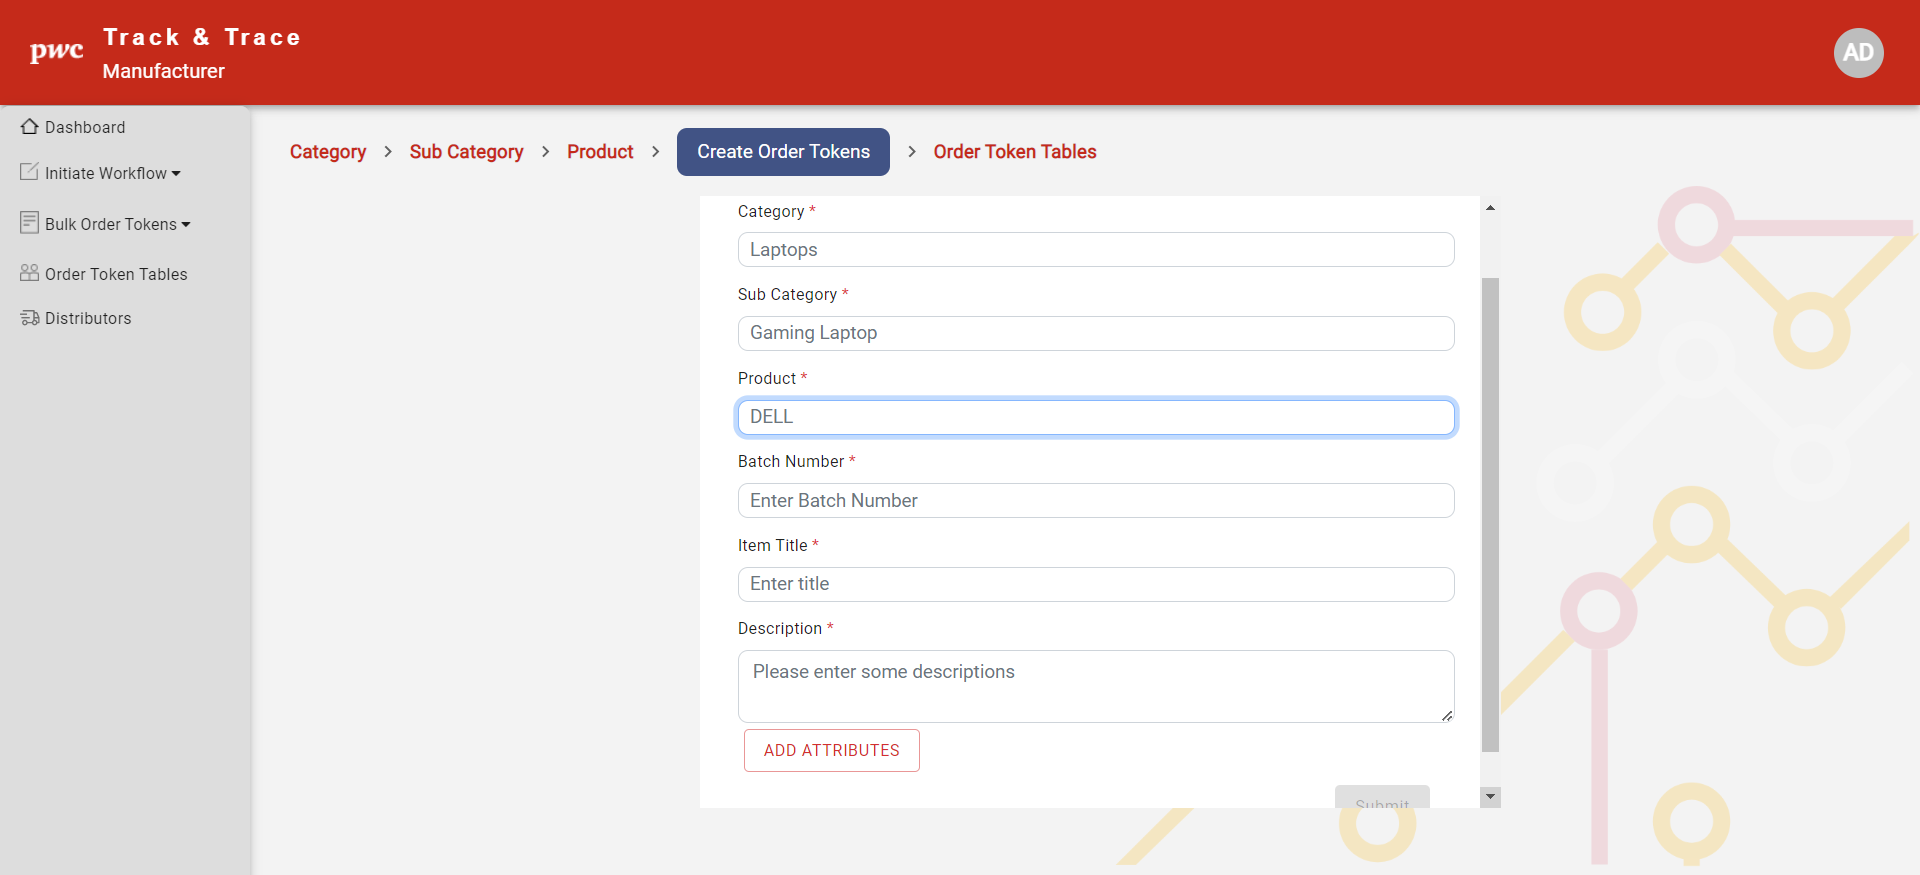 pwc
Track & Trace
Manufacturer
AD
Dashboard
Initiate Workflow
Bulk Order Tokens
Order Token Tables
Distributors
Category > Sub Category > Product > Create Order Tokens > Order Token Tables
Category *
Laptops
Sub Category *
Gaming Laptop
Product *
DELL
Batch Number *
Enter Batch Number
Item Title *
Enter title
Description *
Please enter some descriptions
ADD ATTRIBUTES
Submit